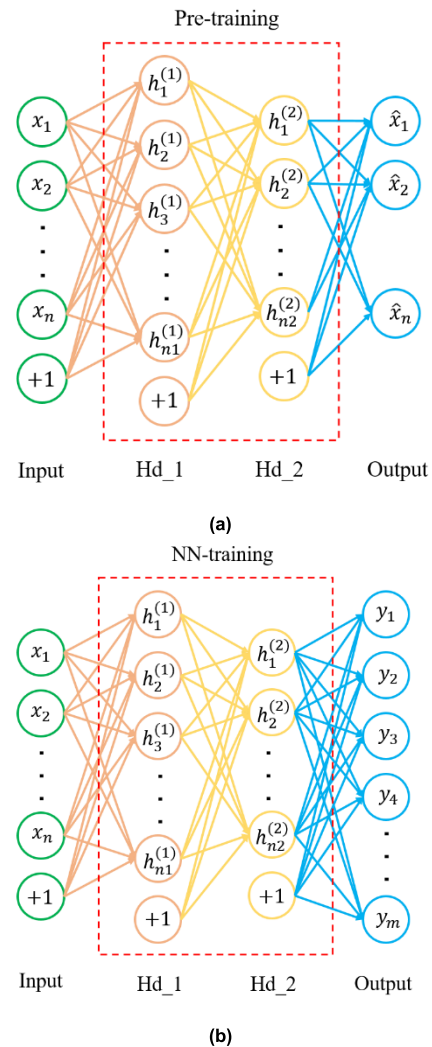 Pre-training
x₁ h₁⁽¹⁾ h₁⁽²⁾ x̂₁
x₂ h₂⁽¹⁾ h₂⁽²⁾ x̂₂
h₃⁽¹⁾
xₙ hₙ₁⁽¹⁾ hₙ₂⁽²⁾ x̂ₙ
+1 +1 +1
Input Hd_1 Hd_2 Output
(a)
NN-training
x₁ h₁⁽¹⁾ h₁⁽²⁾ y₁
x₂ h₂⁽¹⁾ h₂⁽²⁾ y₂
h₃⁽¹⁾ y₃
y₄
xₙ hₙ₁⁽¹⁾ hₙ₂⁽²⁾
+1 +1 +1 yₘ
Input Hd_1 Hd_2 Output
(b)